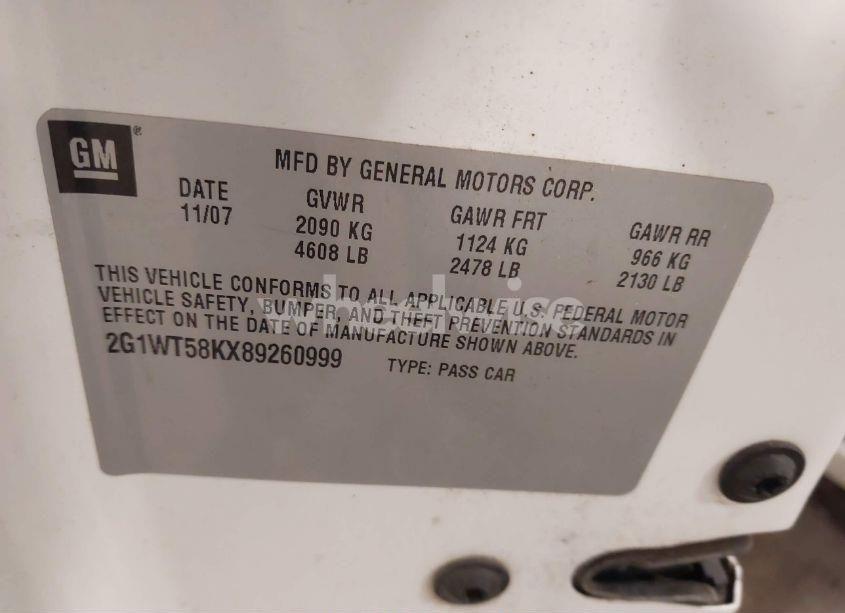 GM ®
MFD BY GENERAL MOTORS CORP.
DATE GVWR GAWR FRT GAWR RR
11/07 2090 KG 1124 KG 966 KG
4608 LB 2478 LB 2130 LB
THIS VEHICLE CONFORMS TO ALL APPLICABLE U.S. FEDERAL MOTOR
VEHICLE SAFETY, BUMPER, AND THEFT PREVENTION STANDARDS IN
EFFECT ON THE DATE OF MANUFACTURE SHOWN ABOVE.
2G1WT58KX89260999 TYPE: PASS CAR